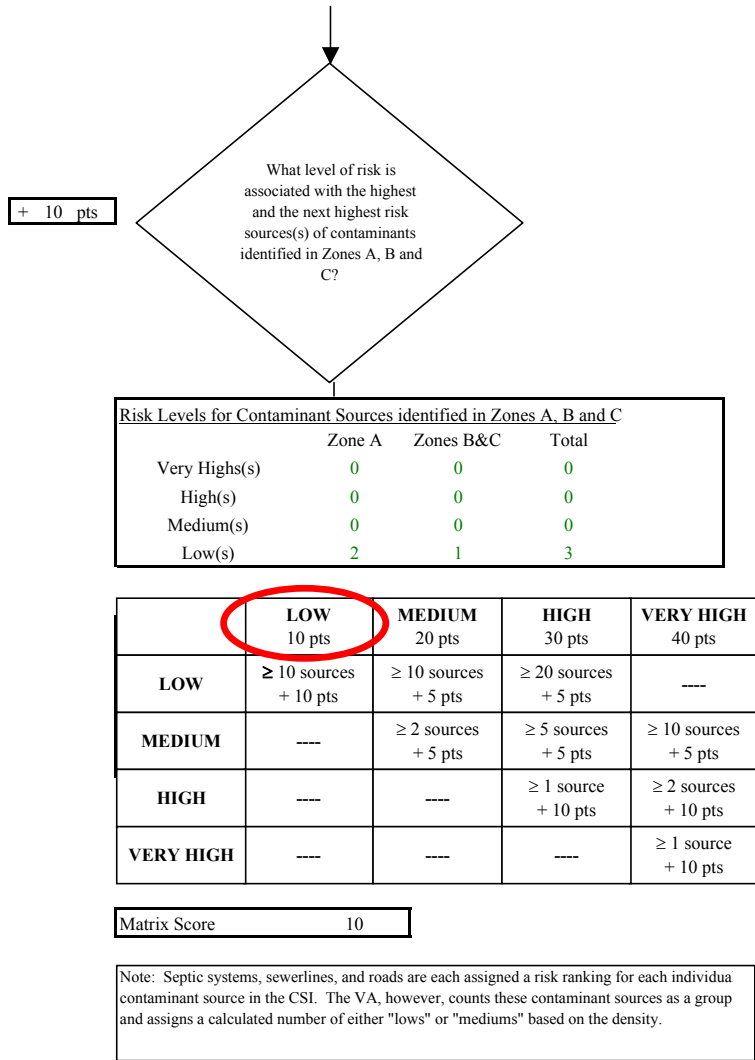 What level of risk is
associated with the highest
and the next highest risk
sources(s) of contaminants
identified in Zones A, B and
C?
+ 10 pts
Risk Levels for Contaminant Sources identified in Zones A, B and C
Zone A Zones B&C Total
Very Highs(s) 0 0 0
High(s) 0 0 0
Medium(s) 0 0 0
Low(s) 2 1 3
LOW MEDIUM HIGH VERY HIGH
10 pts 20 pts 30 pts 40 pts
LOW ≥ 10 sources ≥ 10 sources ≥ 20 sources ----
+ 10 pts + 5 pts + 5 pts
MEDIUM ---- ≥ 2 sources ≥ 5 sources ≥ 10 sources
+ 5 pts + 5 pts + 5 pts
HIGH ---- ---- ≥ 1 source ≥ 2 sources
+ 10 pts + 10 pts
VERY HIGH ---- ---- ---- ≥ 1 source
+ 10 pts
Matrix Score 10
Note: Septic systems, sewerlines, and roads are each assigned a risk ranking for each individua
contaminant source in the CSI. The VA, however, counts these contaminant sources as a group
and assigns a calculated number of either "lows" or "mediums" based on the density.